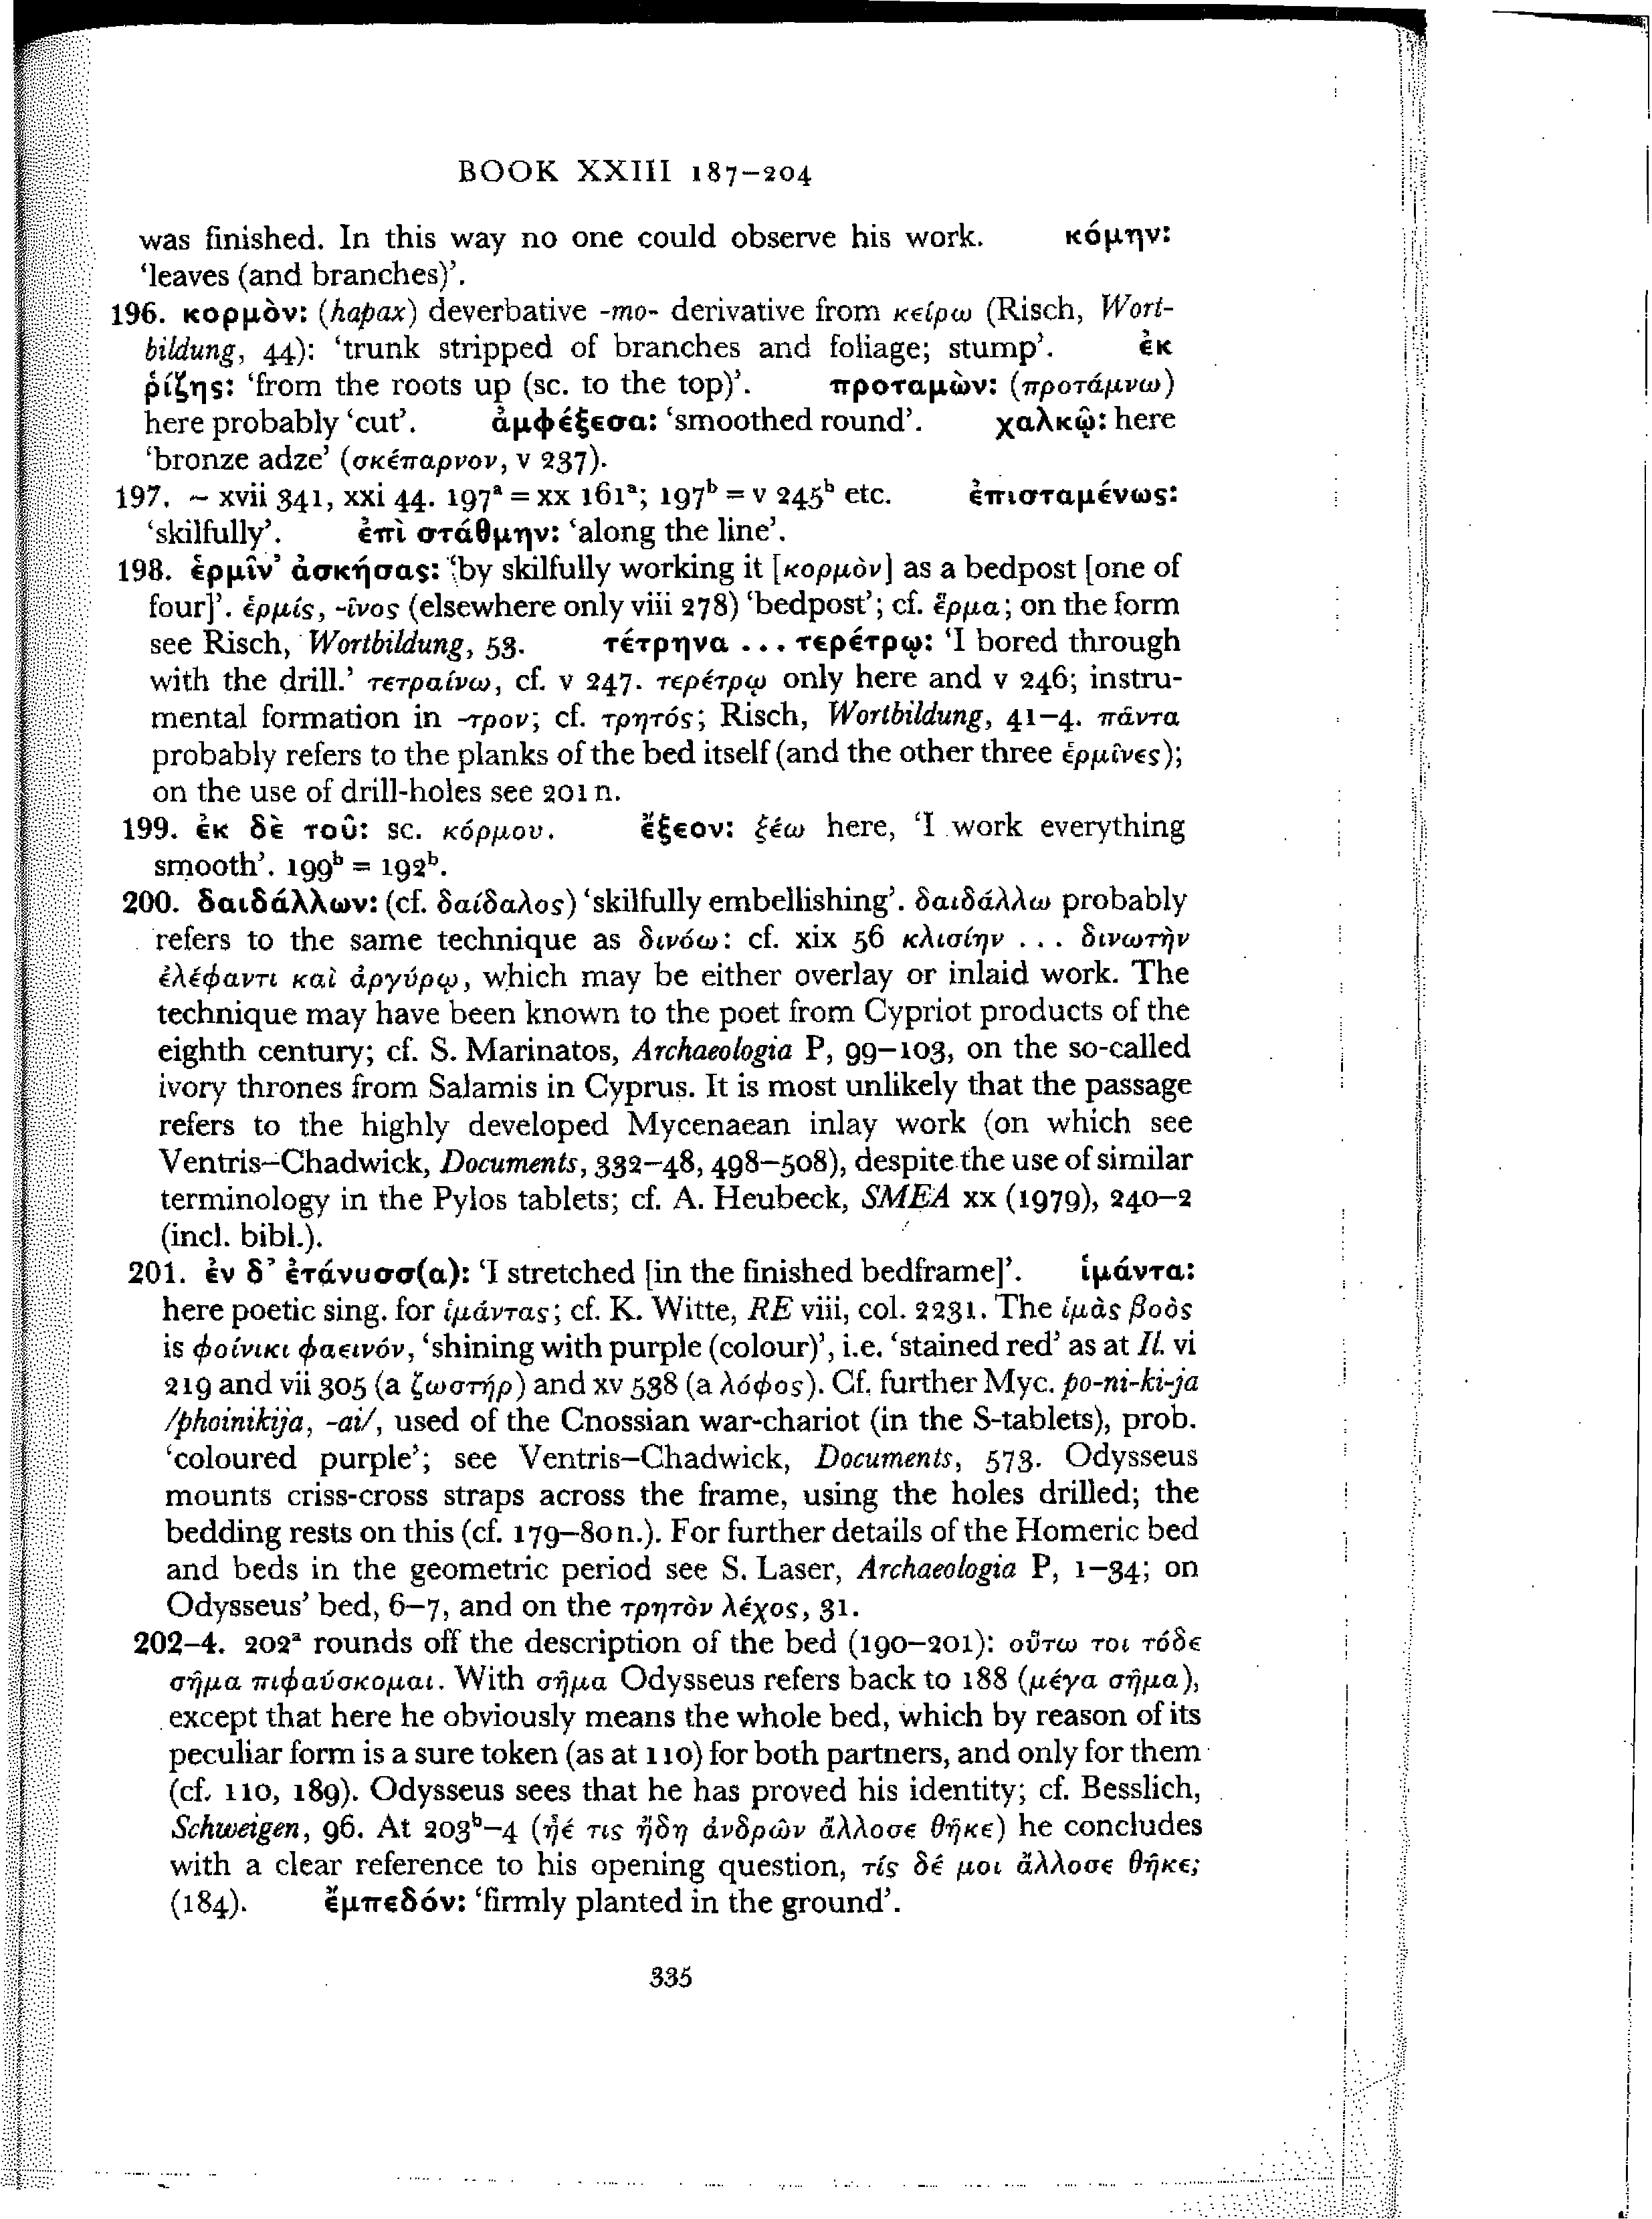 BOOK XXIII 187–204
was finished. In this way no one could observe his work. κόμην:
‘leaves (and branches)’.
196. κορμὸν: (hapax) deverbative -mo- derivative from κείρω (Risch, Wort-
bildung, 44): ‘trunk stripped of branches and foliage; stump’. ἐκ
ῥίζης: ‘from the roots up (sc. to the top)’. προταμὼν: (προτάμνω)
here probably ‘cut’. ἀμφέξεσα: ‘smoothed round’. χαλκῷ: here
‘bronze adze’ (σκέπαρνον, v 237).
197. ~ xvii 341, xxi 44. 197ᵃ = xx 161ᵃ; 197ᵇ = v 245ᵇ etc. ἐπισταμένως:
‘skilfully’. ἐπὶ στάθμην: ‘along the line’.
198. ἑρμῖν’ ἀσκήσας: ‘by skilfully working it [κορμὸν] as a bedpost [one of
four]’. ἑρμίς, -ῖνος (elsewhere only viii 278) ‘bedpost’; cf. ἕρμα; on the form
see Risch, Wortbildung, 53. τέτρηνα ... τερέτρῳ: ‘I bored through
with the drill.’ τετραίνω, cf. v 247. τερέτρῳ only here and v 246; instru-
mental formation in -τρον; cf. τρητός; Risch, Wortbildung, 41–4. πάντα
probably refers to the planks of the bed itself (and the other three ἑρμῖνες);
on the use of drill-holes see 201 n.
199. ἐκ δὲ τοῦ: sc. κόρμου. ἔξεον: ξέω here, ‘I work everything
smooth’. 199ᵇ = 192ᵇ.
200. δαιδάλλων: (cf. δαίδαλος) ‘skilfully embellishing’. δαιδάλλω probably
refers to the same technique as δινόω: cf. xix 56 κλισίην ... δινωτὴν
ἐλέφαντι καὶ ἀργύρῳ, which may be either overlay or inlaid work. The
technique may have been known to the poet from Cypriot products of the
eighth century; cf. S. Marinatos, Archaeologia P, 99–103, on the so-called
ivory thrones from Salamis in Cyprus. It is most unlikely that the passage
refers to the highly developed Mycenaean inlay work (on which see
Ventris–Chadwick, Documents, 332–48, 498–508), despite the use of similar
terminology in the Pylos tablets; cf. A. Heubeck, SMEA xx (1979), 240–2
(incl. bibl.).
201. ἐν δ’ ἐτάνυσσ(α): ‘I stretched [in the finished bedframe]’. ἱμάντα:
here poetic sing. for ἱμάντας; cf. K. Witte, RE viii, col. 2231. The ἱμὰς βοὸς
is φοίνικι φαεινόν, ‘shining with purple (colour)’, i.e. ‘stained red’ as at Il. vi
219 and vii 305 (a ζωστήρ) and xv 538 (a λόφος). Cf. further Myc. po-ni-ki-ja
/phoinikija, -ai/, used of the Cnossian war-chariot (in the S-tablets), prob.
‘coloured purple’; see Ventris–Chadwick, Documents, 573. Odysseus
mounts criss-cross straps across the frame, using the holes drilled; the
bedding rests on this (cf. 179–80 n.). For further details of the Homeric bed
and beds in the geometric period see S. Laser, Archaeologia P, 1–34; on
Odysseus’ bed, 6–7, and on the τρητὸν λέχος, 31.
202–4. 202ᵃ rounds off the description of the bed (190–201): οὕτω τοι τόδε
σῆμα πιφαύσκομαι. With σῆμα Odysseus refers back to 188 (μέγα σῆμα),
except that here he obviously means the whole bed, which by reason of its
peculiar form is a sure token (as at 110) for both partners, and only for them
(cf. 110, 189). Odysseus sees that he has proved his identity; cf. Besslich,
Schweigen, 96. At 203ᵇ–4 (ἦέ τις ἤδη ἀνδρῶν ἄλλοσε θῆκε) he concludes
with a clear reference to his opening question, τίς δέ μοι ἄλλοσε θῆκε;
(184). ἔμπεδόν: ‘firmly planted in the ground’.
335